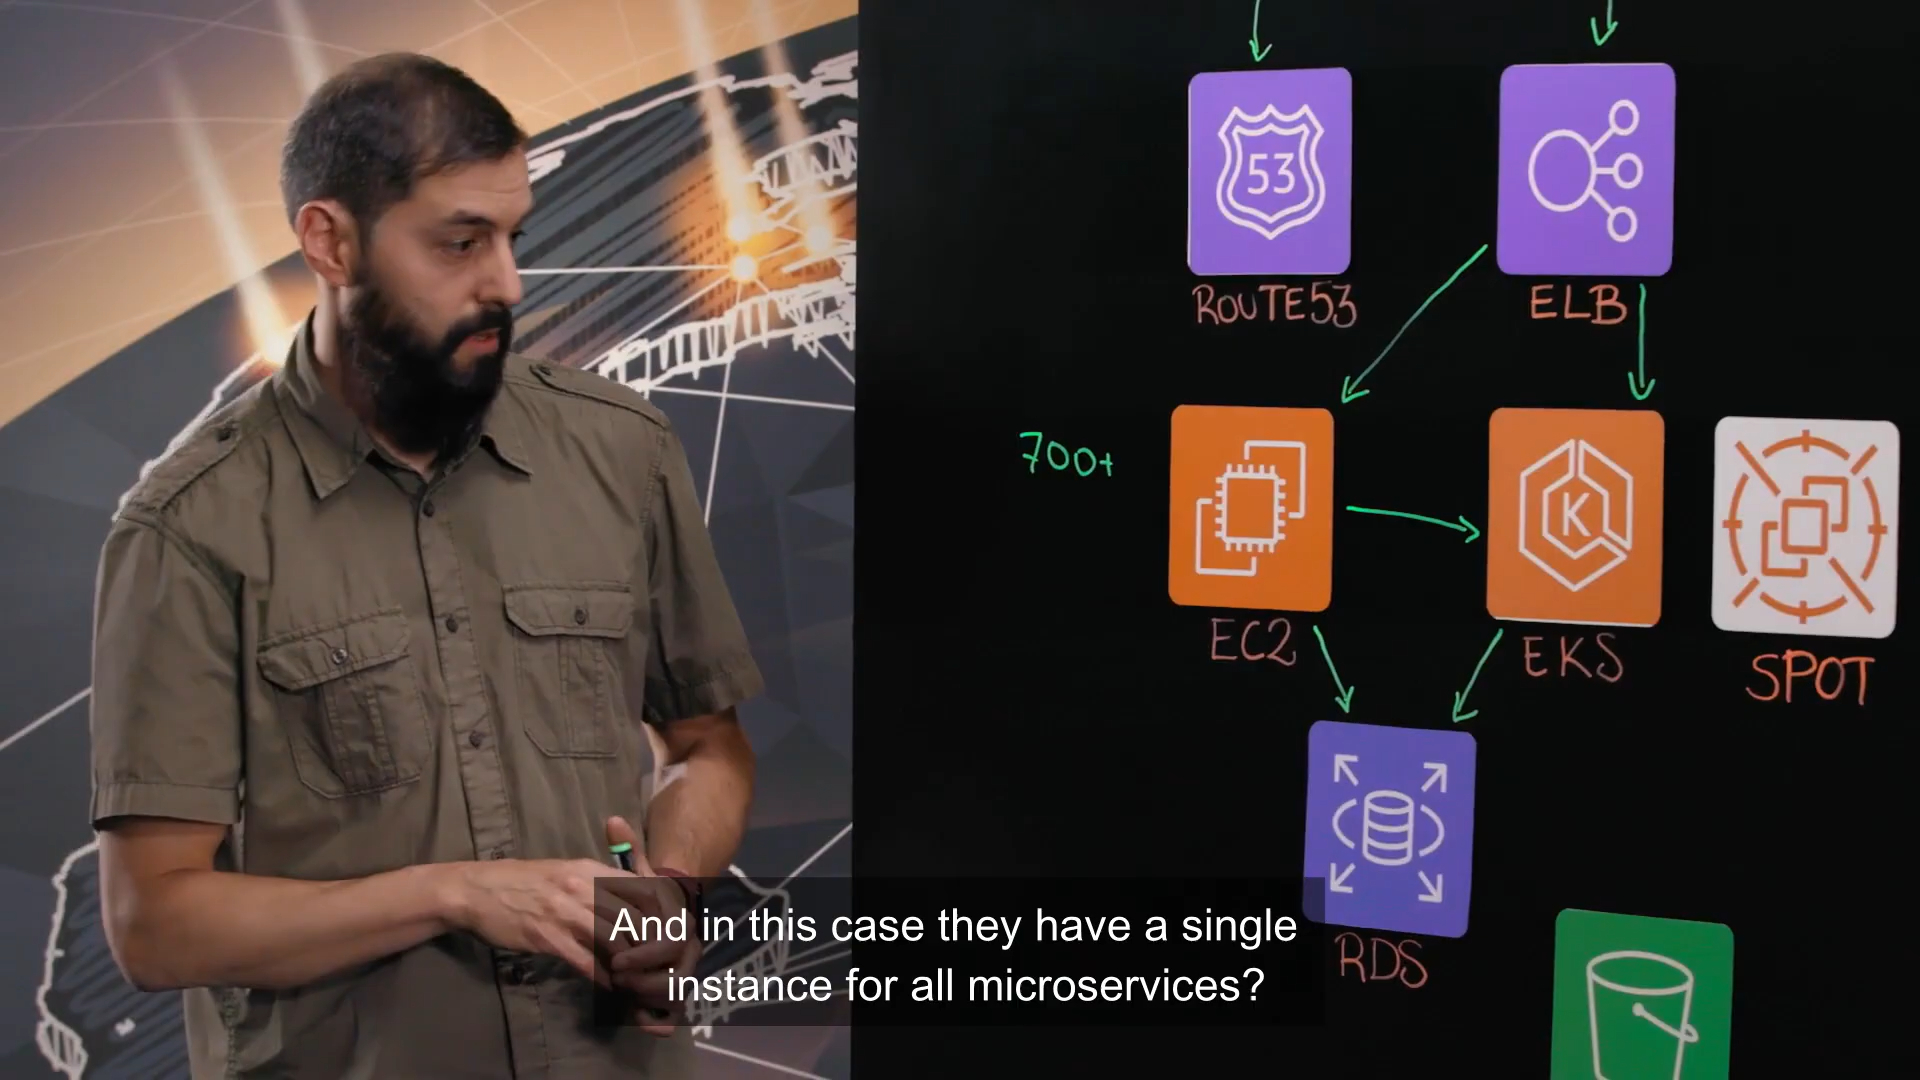 53
ROUTE53
ELB
700+
K
EC2
EKS
SPOT
RDS
And in this case they have a single
instance for all microservices?